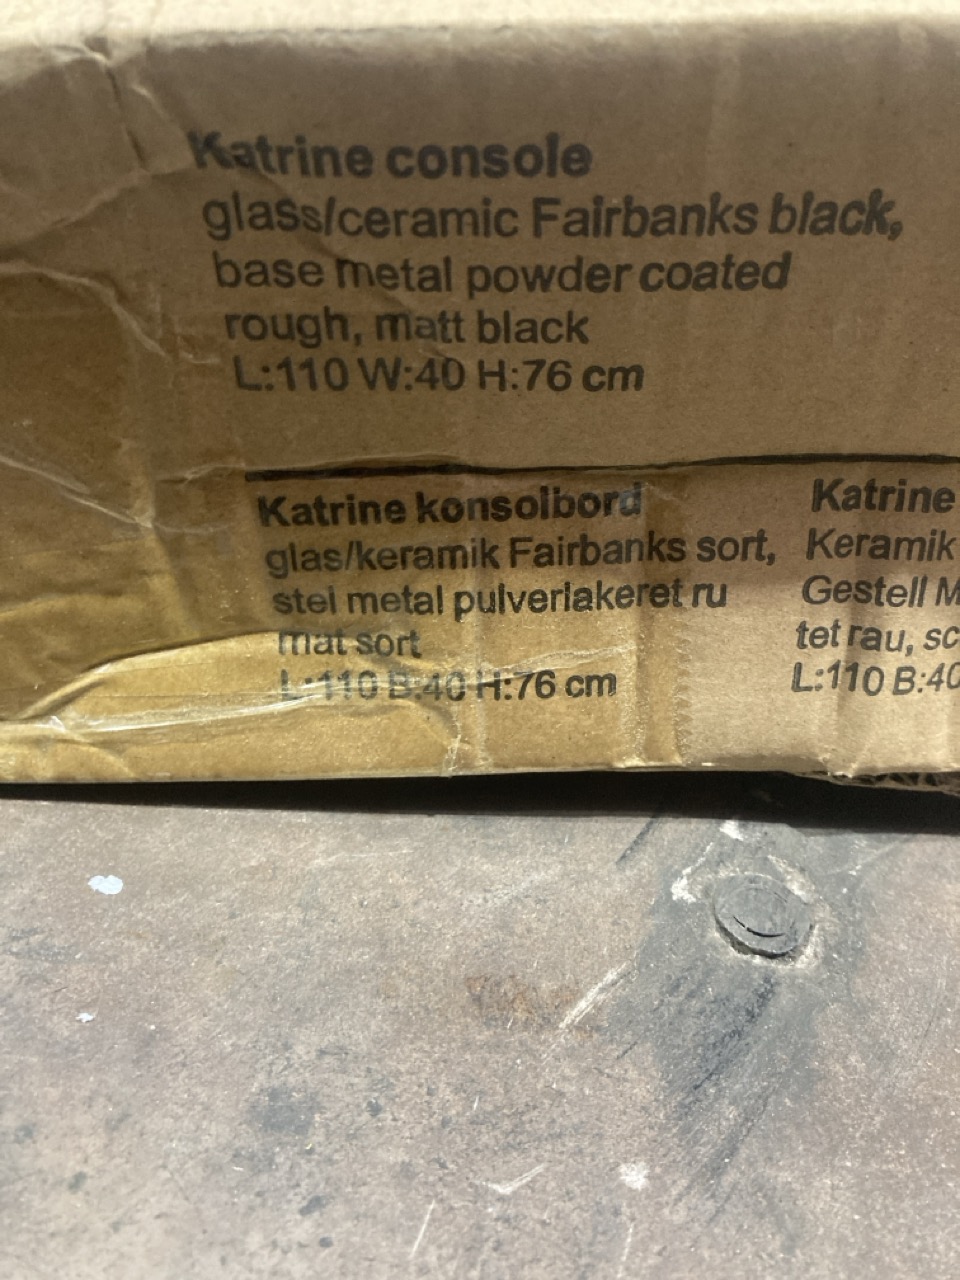 Katrine console
glass/ceramic Fairbanks black,
base metal powder coated
rough, matt black
L:110 W:40 H:76 cm
Katrine konsolbord
glas/keramik Fairbanks sort,
stel metal pulverlakeret ru
mat sort
L:110 B:40 H:76 cm
Katrine
Keramik
Gestell M
tet rau, sc
L:110 B:40